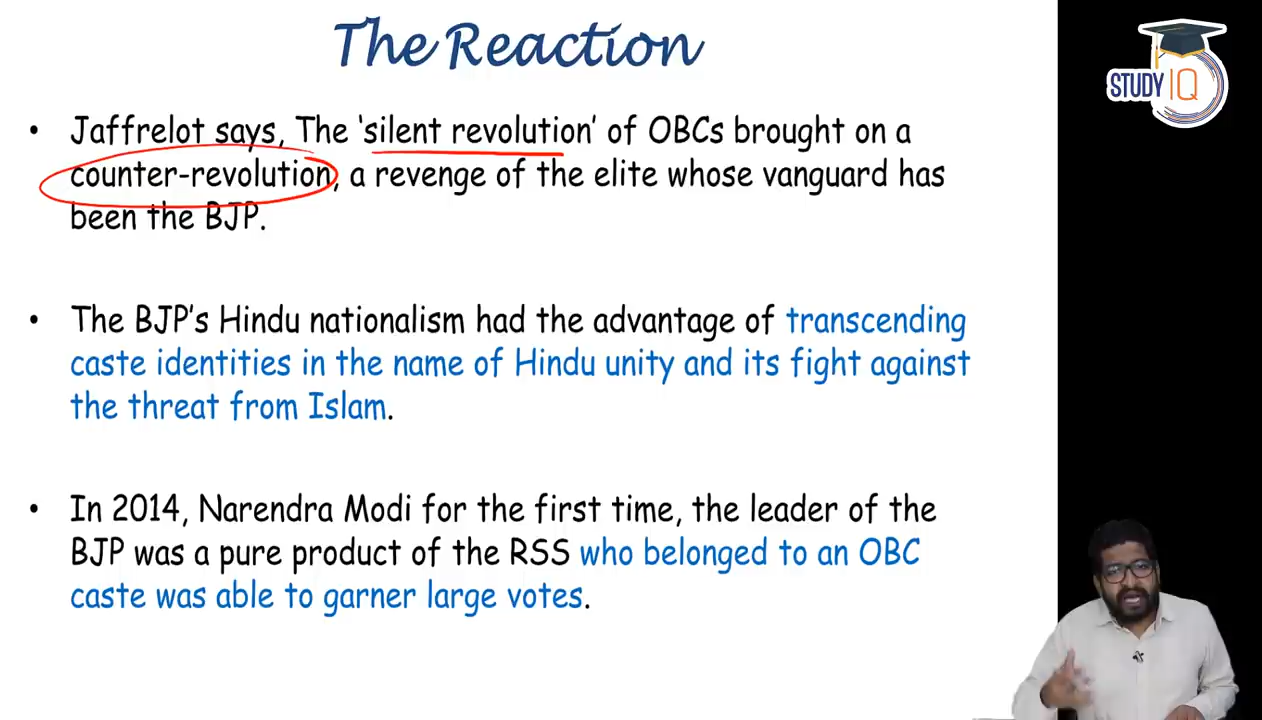 The Reaction
STUDY IQ
• Jaffrelot says, The ‘silent revolution’ of OBCs brought on a
counter-revolution, a revenge of the elite whose vanguard has
been the BJP.
• The BJP's Hindu nationalism had the advantage of transcending
caste identities in the name of Hindu unity and its fight against
the threat from Islam.
• In 2014, Narendra Modi for the first time, the leader of the
BJP was a pure product of the RSS who belonged to an OBC
caste was able to garner large votes.